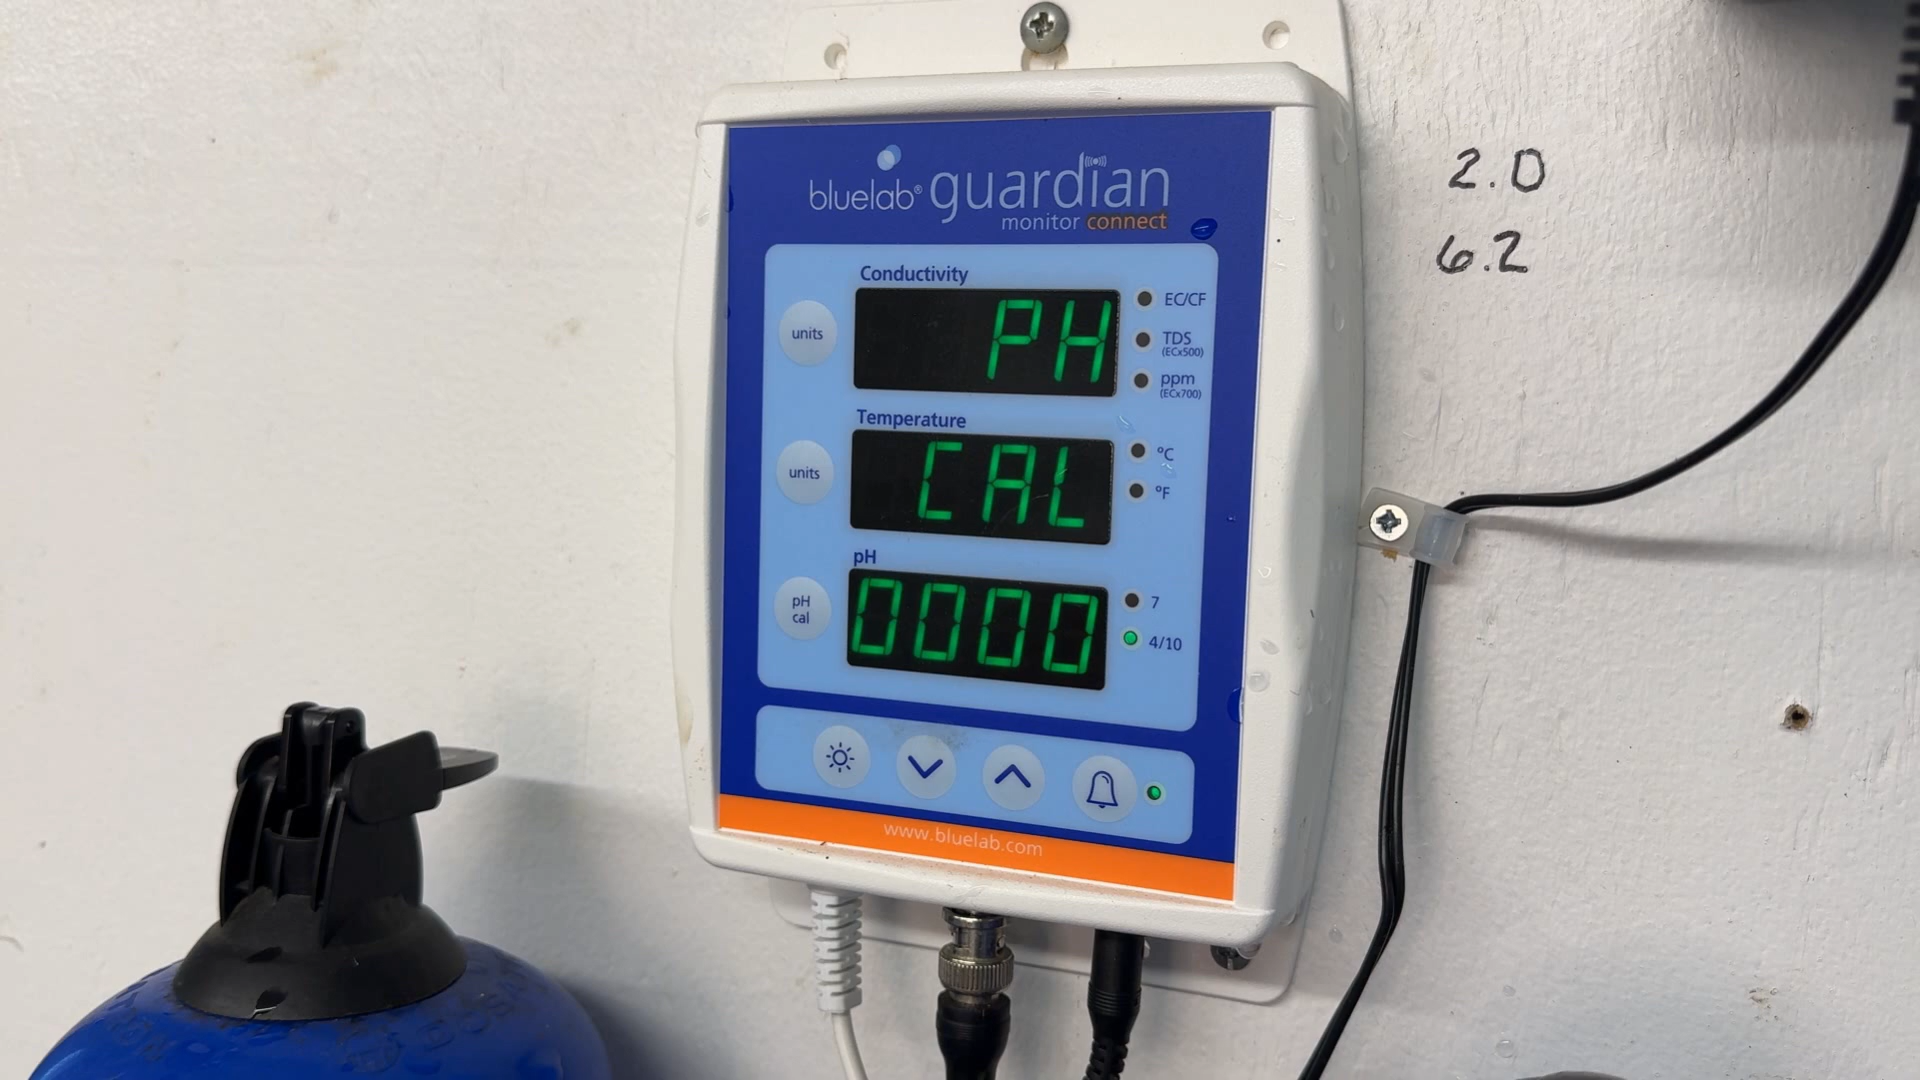 bluelab® guardian
monitor connect
2.0
6.2
Conductivity
units
PH
EC/CF
TDS
(ECx500)
ppm
(ECx700)
Temperature
units
CAL
°C
°F
pH
pH
cal
0000
7
4/10
www.bluelab.com